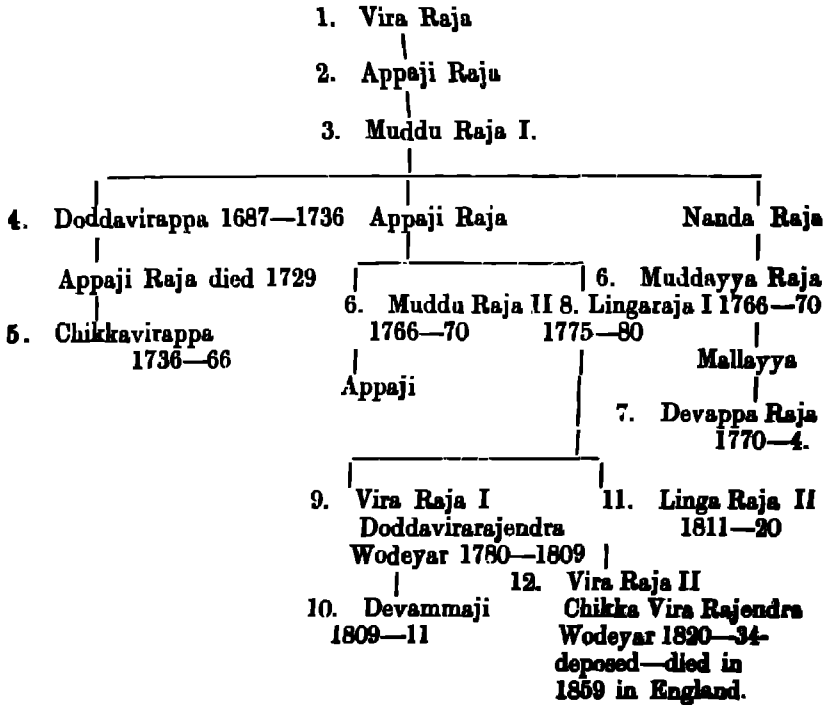 1. Vira Raja
2. Appaji Raju
3. Muddu Raja I.
4. Doddavirappa 1687—1736 Appaji Raja Nanda Raja
Appaji Raja died 1729 6. Muddayya Raja
6. Muddu Raja II 8. Lingaraja I 1766—70
5. Chikkavirappa 1766—70 1775—80
1736—66 Mallayya
Appaji
7. Devappa Raja
1770—4.
9. Vira Raja I 11. Linga Raja II
Doddavirarajendra 1811—20
Wodeyar 1780—1809
12. Vira Raja II
10. Devammaji Chikka Vira Rajendra
1809—11 Wodeyar 1820—34-
deposed—died in
1859 in England.